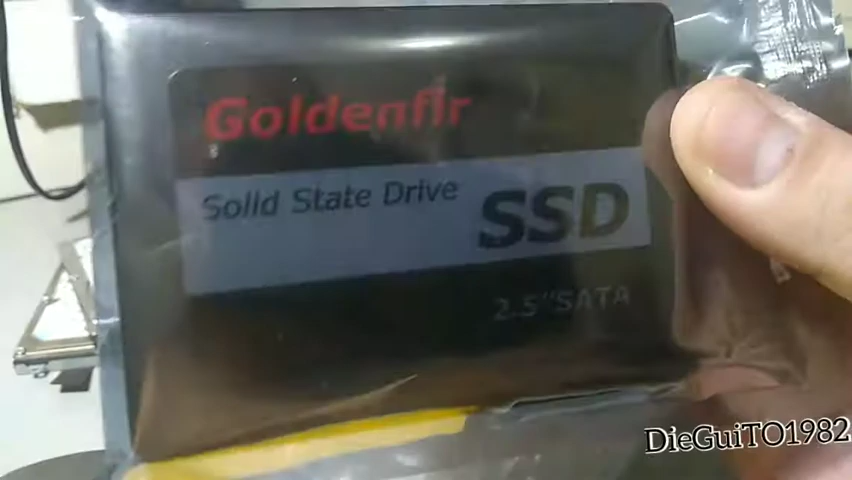 Goldenfir
Solid State Drive
SSD
2.5"SATA
DieGuiTO1982